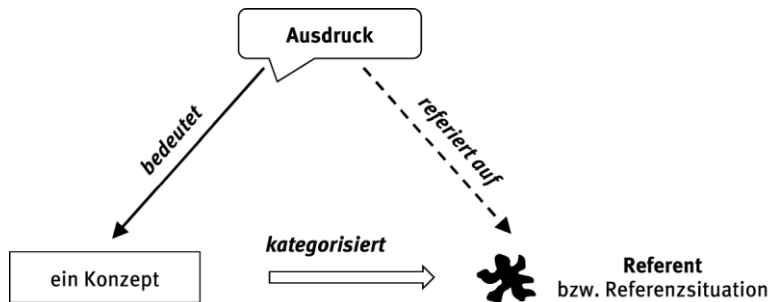 Ausdruck
bedeutet
referiert auf
kategorisiert
ein Konzept
Referent
bzw. Referenzsituation